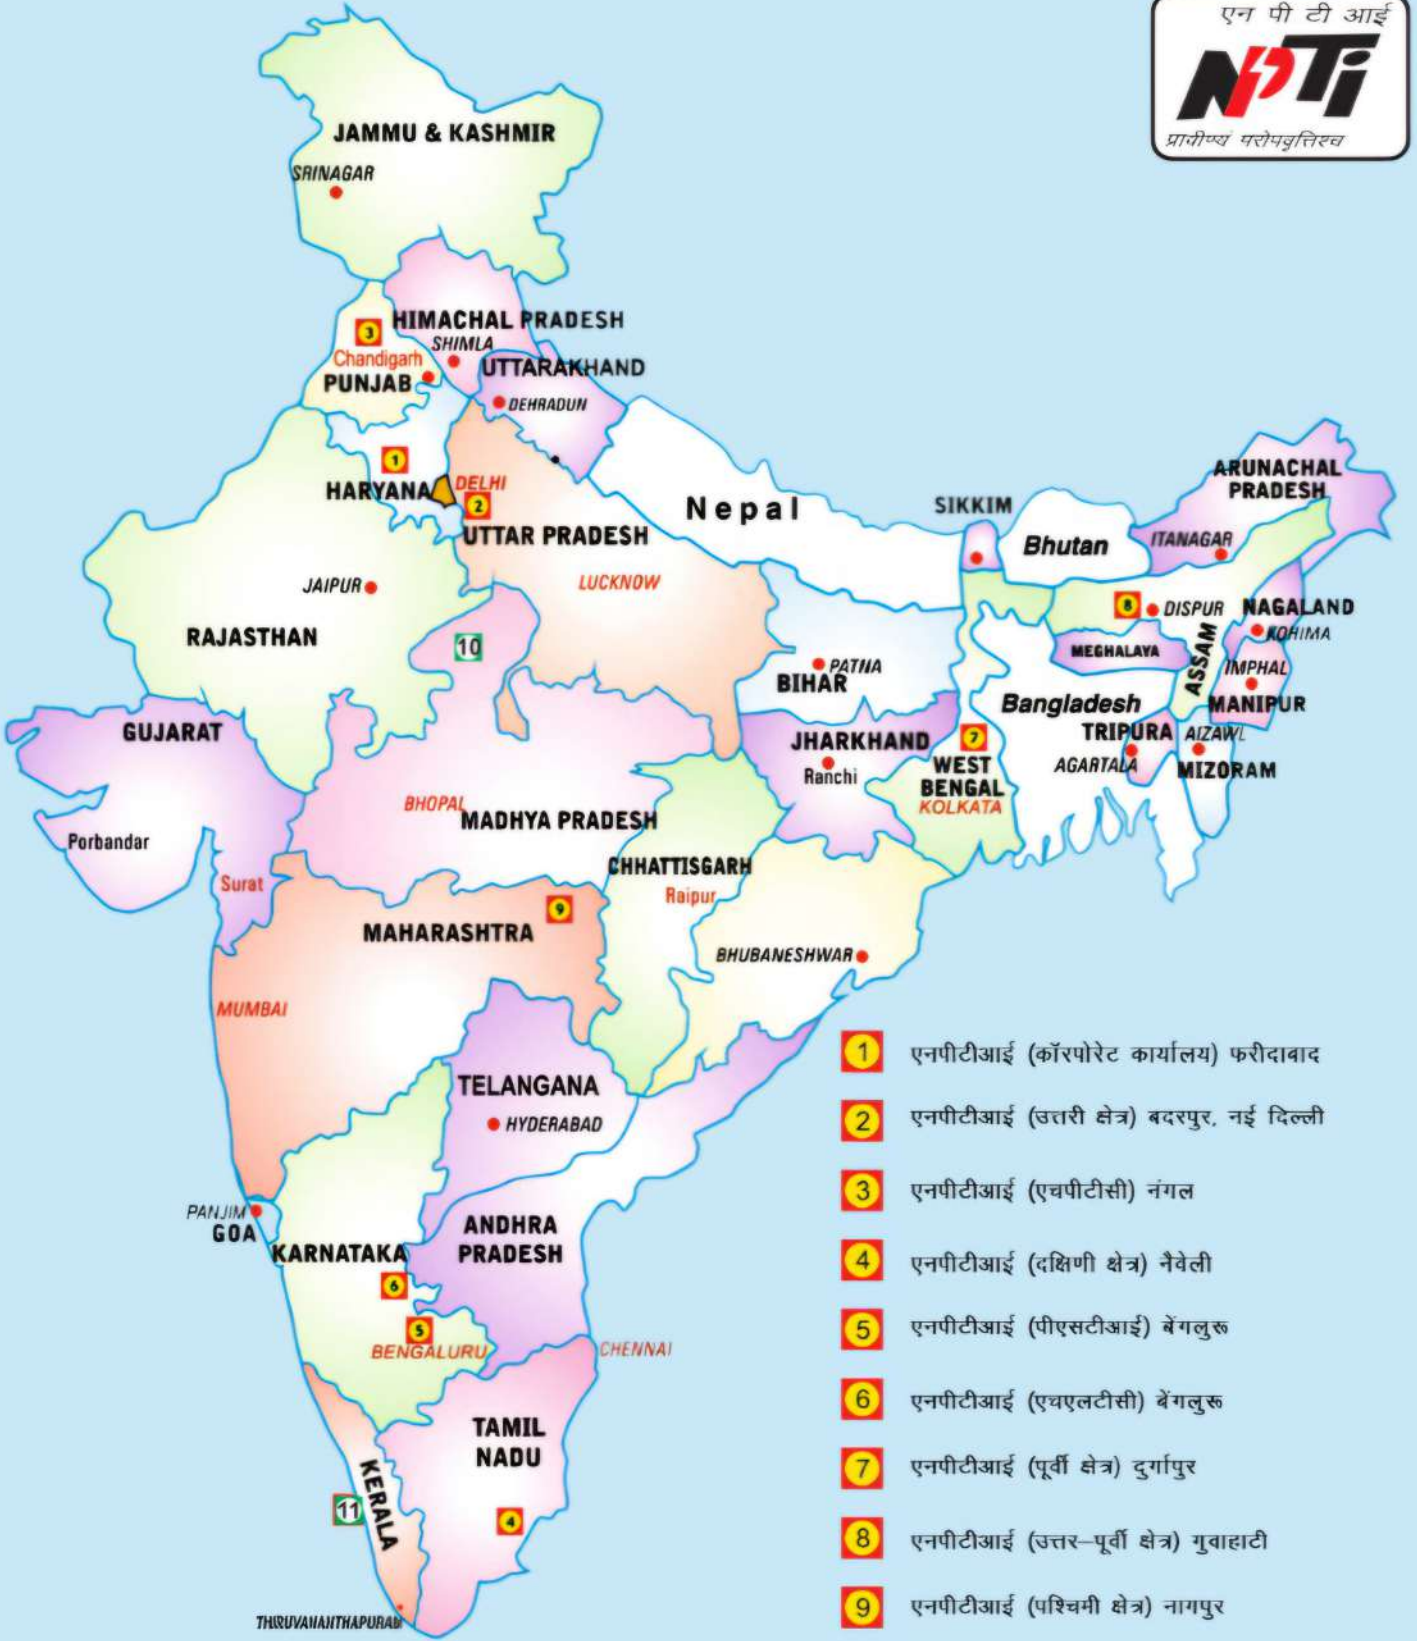 एन पी टी आई
NPTi
प्रावीण्यं परोपवृत्तिश्च
JAMMU & KASHMIR
SRINAGAR
HIMACHAL PRADESH
3
SHIMLA
Chandigarh
UTTARAKHAND
PUNJAB
DEHRADUN
1
ARUNACHAL
PRADESH
HARYANA
DELHI
2
Nepal
SIKKIM
UTTAR PRADESH
Bhutan
ITANAGAR
JAIPUR
LUCKNOW
8
DISPUR
NAGALAND
RAJASTHAN
10
KOHIMA
MEGHALAYA
ASSAM
PATNA
BIHAR
IMPHAL
MANIPUR
Bangladesh
GUJARAT
JHARKHAND
7
TRIPURA
AIZAWL
Ranchi
WEST
BENGAL
KOLKATA
AGARTALA
MIZORAM
BHOPAL
MADHYA PRADESH
Porbandar
CHHATTISGARH
Surat
Raipur
9
MAHARASHTRA
BHUBANESHWAR
MUMBAI
TELANGANA
HYDERABAD
PANJIM
GOA
ANDHRA
PRADESH
KARNATAKA
6
5
BENGALURU
CHENNAI
TAMIL
NADU
KERALA
11
4
THIRUVANANTHAPURAM
1 एनपीटीआई (कॉरपोरेट कार्यालय) फरीदाबाद
2 एनपीटीआई (उत्तरी क्षेत्र) बदरपुर, नई दिल्ली
3 एनपीटीआई (एचपीटीसी) नंगल
4 एनपीटीआई (दक्षिणी क्षेत्र) नैवेली
5 एनपीटीआई (पीएसटीआई) बेंगलुरू
6 एनपीटीआई (एचएलटीसी) बेंगलुरू
7 एनपीटीआई (पूर्वी क्षेत्र) दुर्गापुर
8 एनपीटीआई (उत्तर–पूर्वी क्षेत्र) गुवाहाटी
9 एनपीटीआई (पश्चिमी क्षेत्र) नागपुर